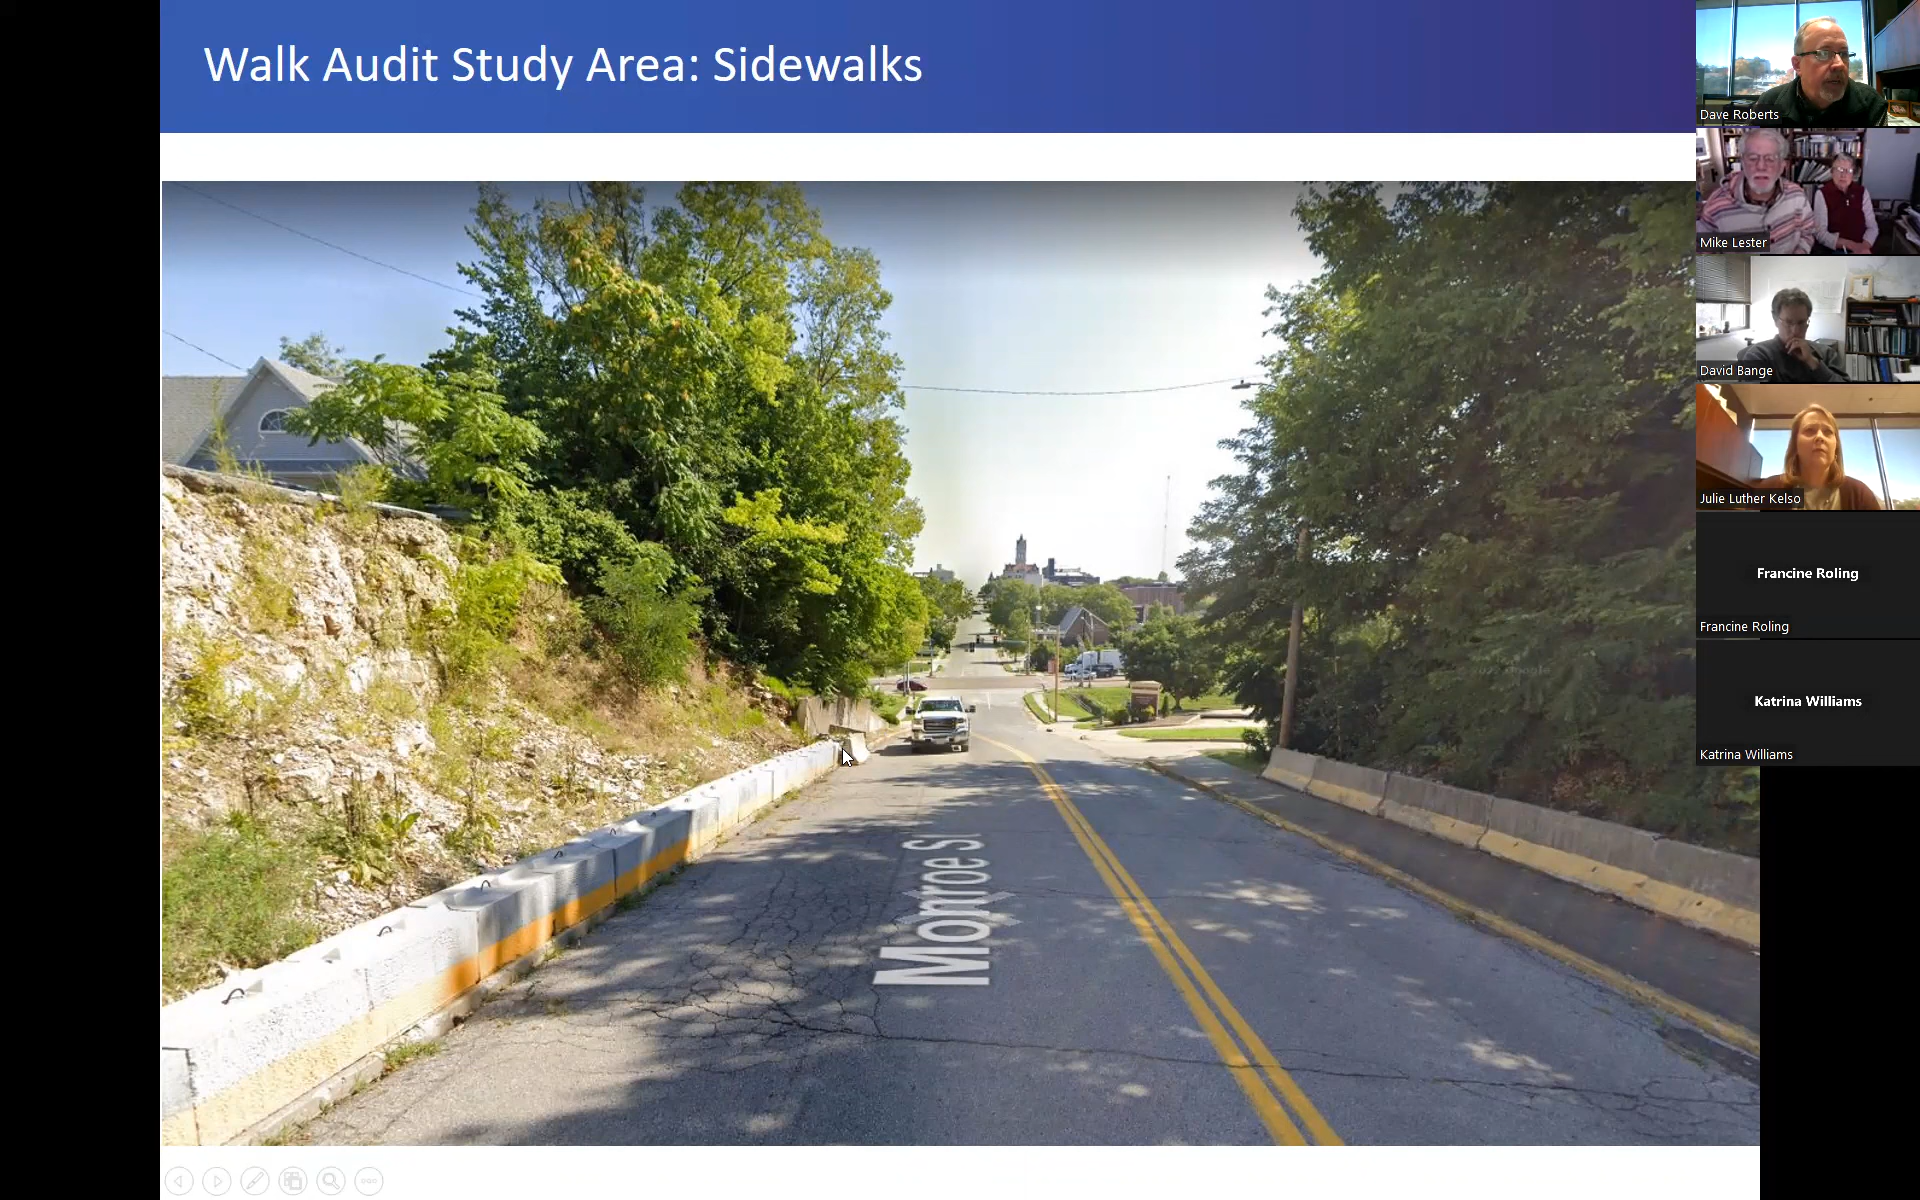 Walk Audit Study Area: Sidewalks
Monroe St
Dave Roberts
Mike Lester
David Bange
Julie Luther Kelso
Francine Roling
Francine Roling
Katrina Williams
Katrina Williams